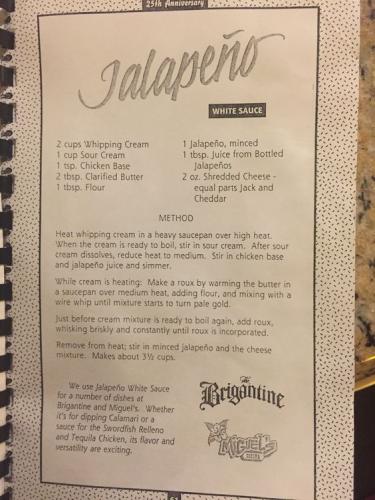 25th Anniversary
Jalapeño
WHITE SAUCE
2 cups Whipping Cream
1 cup Sour Cream
1 tsp. Chicken Base
2 tbsp. Clarified Butter
1 tbsp. Flour
1 Jalapeño, minced
1 tbsp. Juice from Bottled
Jalapeños
2 oz. Shredded Cheese -
equal parts Jack and
Cheddar
METHOD
Heat whipping cream in a heavy saucepan over high heat.
When the cream is ready to boil, stir in sour cream. After sour
cream dissolves, reduce heat to medium. Stir in chicken base
and jalapeño juice and simmer.
While cream is heating: Make a roux by warming the butter in
a saucepan over medium heat, adding flour, and mixing with a
wire whip until mixture starts to turn pale gold.
Just before cream mixture is ready to boil again, add roux,
whisking briskly and constantly until roux is incorporated.
Remove from heat; stir in minced jalapeño and the cheese
mixture. Makes about 3½ cups.
We use Jalapeño White Sauce
for a number of dishes at
Brigantine and Miguel's. Whether
it's for dipping Calamari or a
sauce for the Swordfish Relleno
and Tequila Chicken, its flavor and
versatility are exciting.
The
Brigantine
Miguel's
COCINA